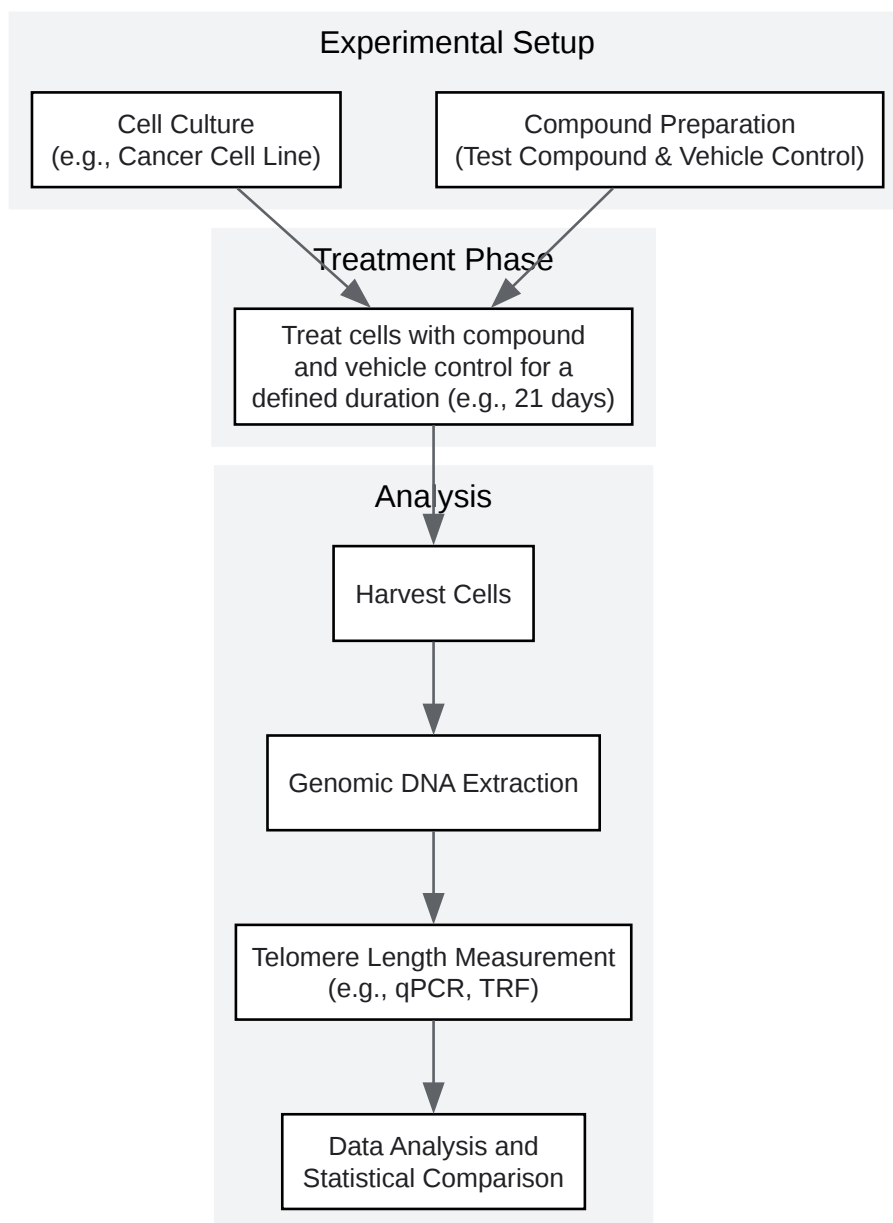 Experimental Setup
Cell Culture
(e.g., Cancer Cell Line)
Compound Preparation
(Test Compound & Vehicle Control)
Treatment Phase
Treat cells with compound
and vehicle control for a
defined duration (e.g., 21 days)
Analysis
Harvest Cells
Genomic DNA Extraction
Telomere Length Measurement
(e.g., qPCR, TRF)
Data Analysis and
Statistical Comparison